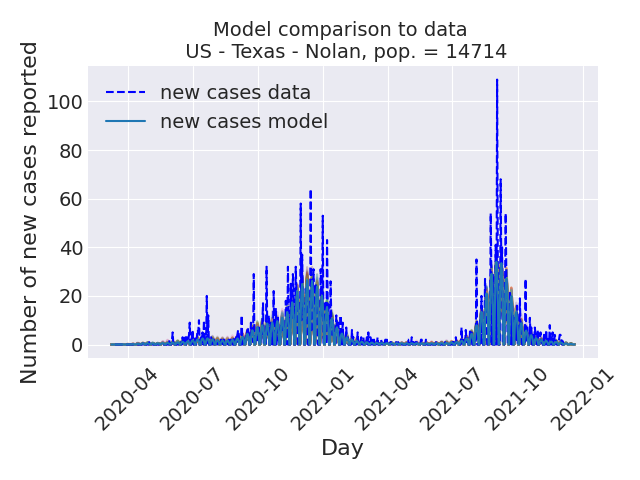 Model comparison to data
US - Texas - Nolan, pop. = 14714
Number of new cases reported
100
80
60
40
20
0
new cases data
new cases model
2020-04
2020-07
2020-10
2021-01
2021-04
2021-07
2021-10
2022-01
Day